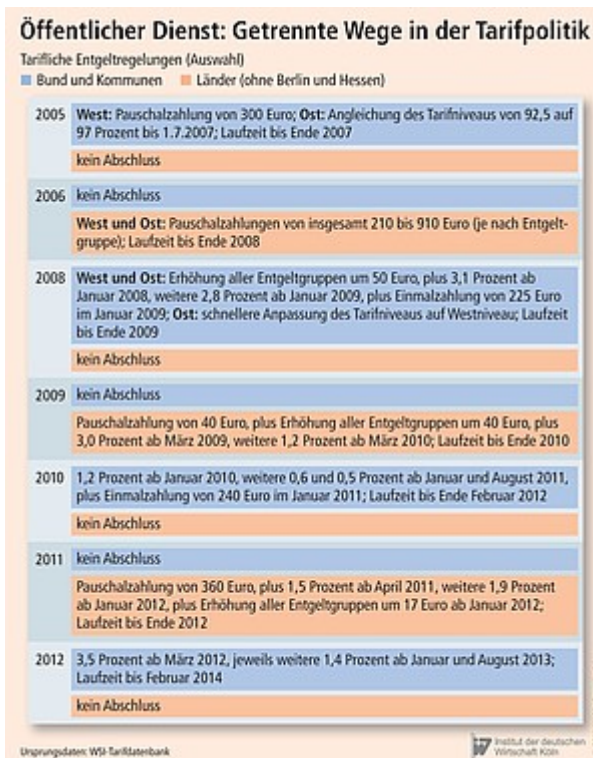 Öffentlicher Dienst: Getrennte Wege in der Tarifpolitik
Tarifliche Entgeltregelungen (Auswahl)
Bund und Kommunen Länder (ohne Berlin und Hessen)
2005 West: Pauschalzahlung von 300 Euro; Ost: Angleichung des Tarifniveaus von 92,5 auf
97 Prozent bis 1.7.2007; Laufzeit bis Ende 2007
kein Abschluss
2006 kein Abschluss
West und Ost: Pauschalzahlungen von insgesamt 210 bis 910 Euro (je nach Entgelt-
gruppe); Laufzeit bis Ende 2008
2008 West und Ost: Erhöhung aller Entgeltgruppen um 50 Euro, plus 3,1 Prozent ab
Januar 2008, weitere 2,8 Prozent ab Januar 2009, plus Einmalzahlung von 225 Euro
im Januar 2009; Ost: schnellere Anpassung des Tarifniveaus auf Westniveau; Laufzeit
bis Ende 2009
kein Abschluss
2009 kein Abschluss
Pauschalzahlung von 40 Euro, plus Erhöhung aller Entgeltgruppen um 40 Euro, plus
3,0 Prozent ab März 2009, weitere 1,2 Prozent ab März 2010; Laufzeit bis Ende 2010
2010 1,2 Prozent ab Januar 2010, weitere 0,6 und 0,5 Prozent ab Januar und August 2011,
plus Einmalzahlung von 240 Euro im Januar 2011; Laufzeit bis Ende Februar 2012
kein Abschluss
2011 kein Abschluss
Pauschalzahlung von 360 Euro, plus 1,5 Prozent ab April 2011, weitere 1,9 Prozent
ab Januar 2012, plus Erhöhung aller Entgeltgruppen um 17 Euro ab Januar 2012;
Laufzeit bis Ende 2012
2012 3,5 Prozent ab März 2012, jeweils weitere 1,4 Prozent ab Januar und August 2013;
Laufzeit bis Februar 2014
kein Abschluss
Ursprungsdaten: WSI-Tarifdatenbank
Institut der deutschen
Wirtschaft Köln